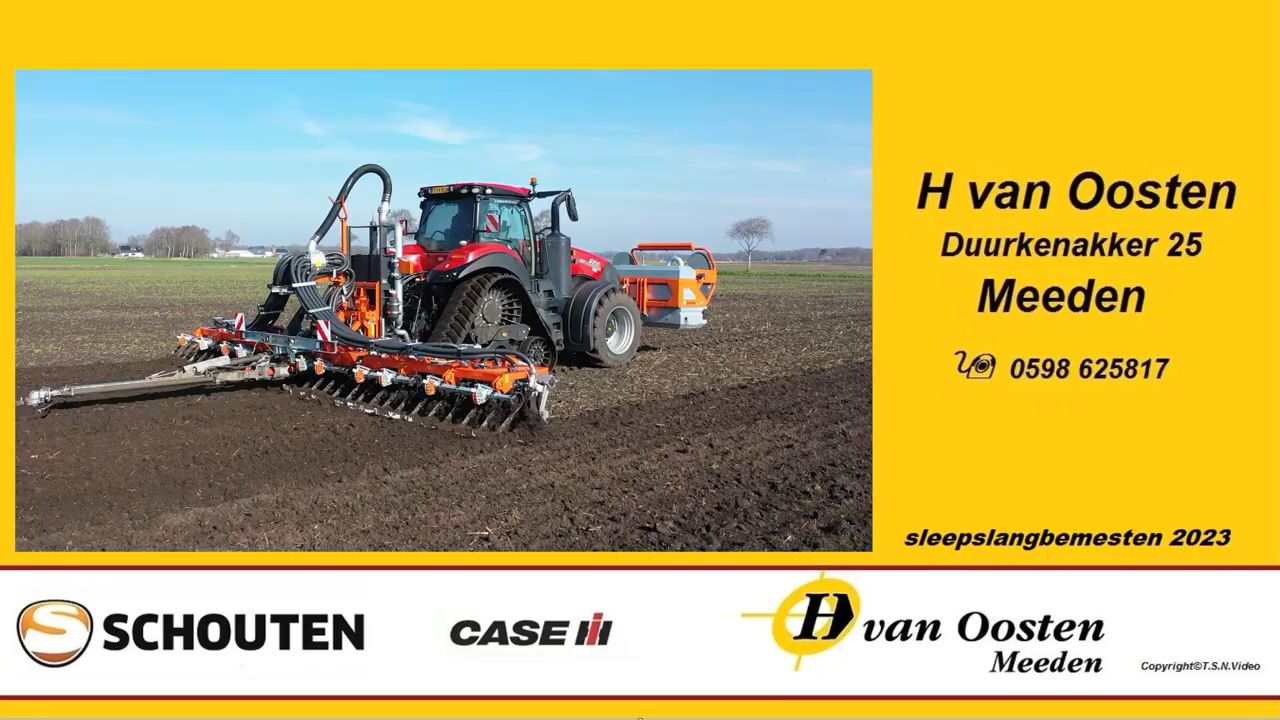 H van Oosten
Duurkenakker 25
Meeden
0598 625817
sleepslangbemesten 2023
S SCHOUTEN
CASE IH
H van Oosten
Meeden
Copyright©T.S.N.Video